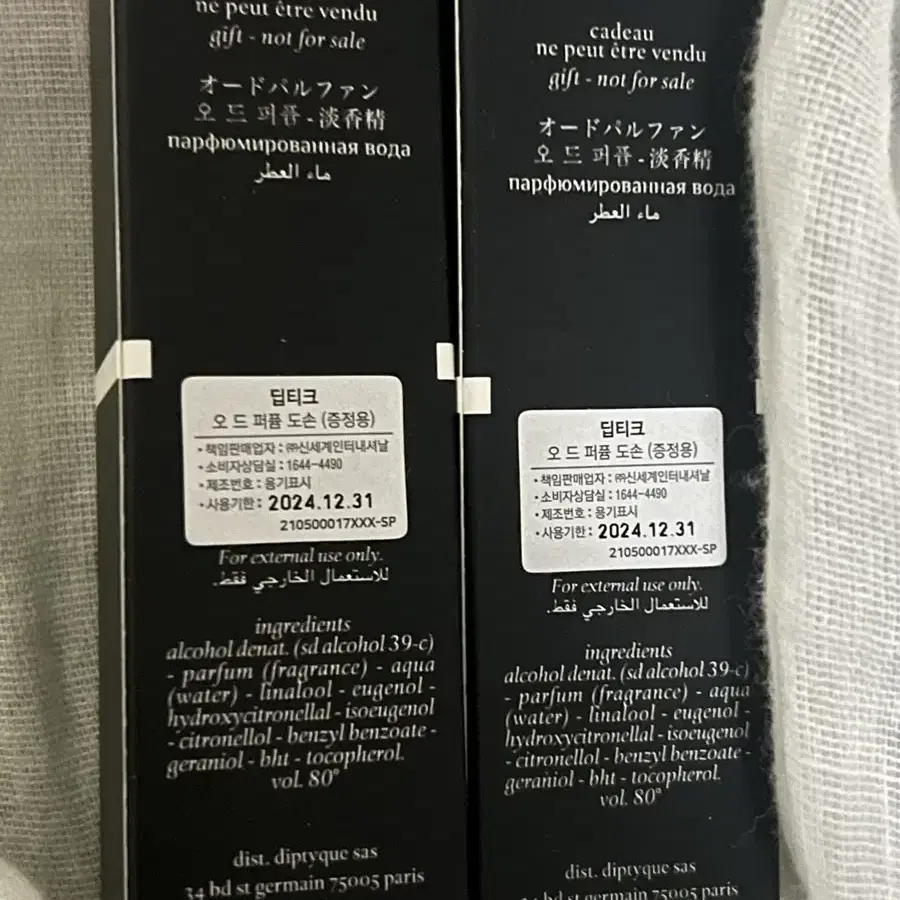 ne peut être vendu
gift - not for sale
オードパルファン
오 드 퍼퓸 - 淡香精
парфюмированная вода
ماء العطر
딥티크
오 드 퍼퓸 도손 (증정용)
• 책임판매업자 : ㈜신세계인터내셔날
• 소비자상담실 : 1644-4490
• 제조번호 : 용기표시
• 사용기한 : 2024.12.31
210500017XXX-SP
For external use only.
للاستعمال الخارجي فقط.
ingredients
alcohol denat. (sd alcohol 39-c)
- parfum (fragrance) - aqua
(water) - linalool - eugenol -
hydroxycitronellal - isoeugenol
- citronellol - benzyl benzoate -
geraniol - bht - tocopherol.
vol. 80°
dist. diptyque sas
34 bd st germain 75005 paris
cadeau
ne peut être vendu
gift - not for sale
オードパルファン
오 드 퍼퓸 - 淡香精
парфюмированная вода
ماء العطر
딥티크
오 드 퍼퓸 도손 (증정용)
• 책임판매업자 : ㈜신세계인터내셔날
• 소비자상담실 : 1644-4490
• 제조번호 : 용기표시
• 사용기한 : 2024.12.31
210500017XXX-SP
For external use only.
للاستعمال الخارجي فقط.
ingredients
alcohol denat. (sd alcohol 39-c)
- parfum (fragrance) - aqua
(water) - linalool - eugenol -
hydroxycitronellal - isoeugenol
- citronellol - benzyl benzoate -
geraniol - bht - tocopherol.
vol. 80°
dist. diptyque sas
34 bd st germain 75005 paris